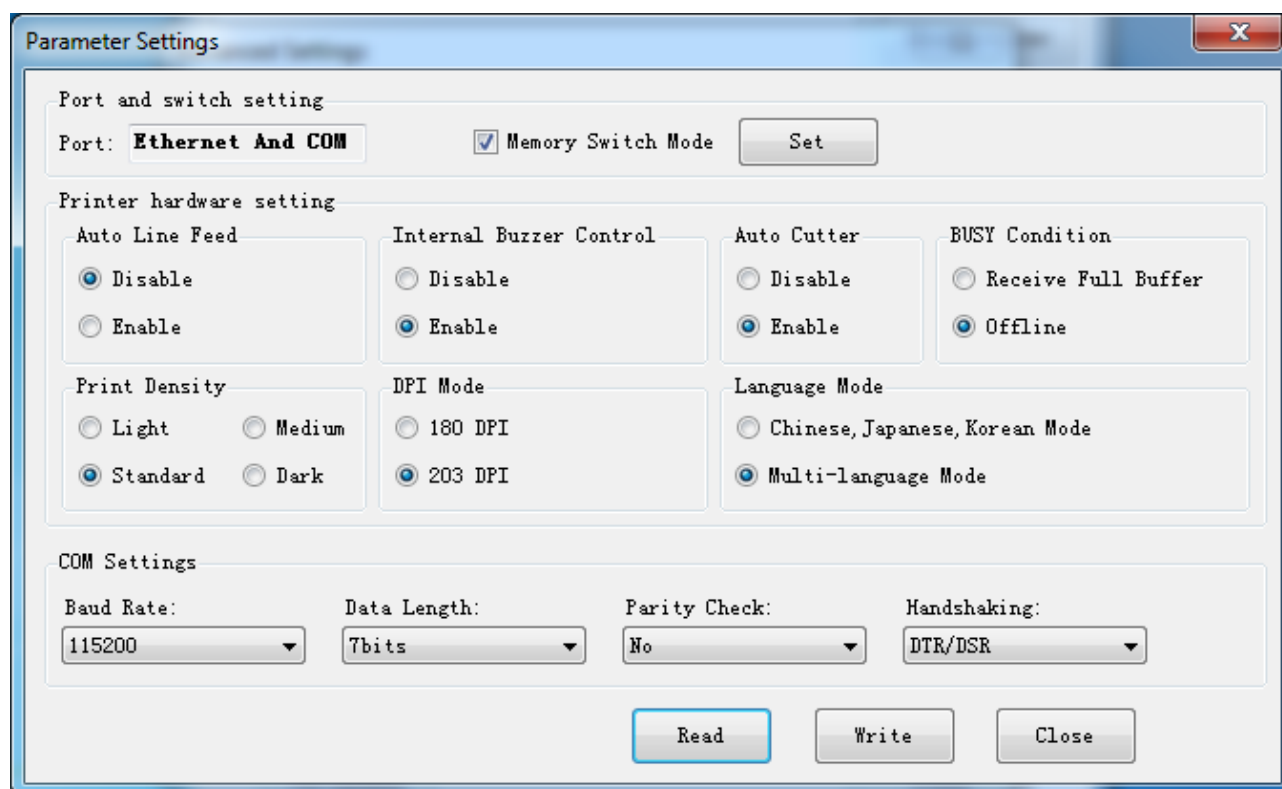 Parameter Settings
Port and switch setting
Port: Ethernet And COM Memory Switch Mode Set
Printer hardware setting
Auto Line Feed Internal Buzzer Control Auto Cutter BUSY Condition
Disable Disable Disable Receive Full Buffer
Enable Enable Enable Offline
Print Density DPI Mode Language Mode
Light Medium 180 DPI Chinese,Japanese,Korean Mode
Standard Dark 203 DPI Multi-language Mode
COM Settings
Baud Rate: Data Length: Parity Check: Handshaking:
115200 7bits No DTR/DSR
Read Write Close